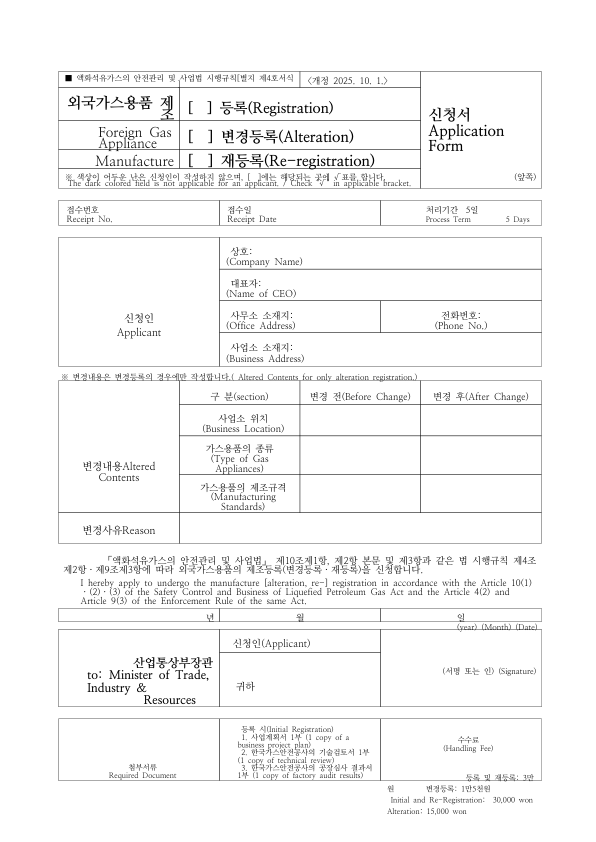 ■ 액화석유가스의 안전관리 및 사업법 시행규칙[별지 제4호서식
〈개정 2025. 10. 1.〉
외국가스용품 제
조
Foreign Gas
Appliance
Manufacture
[ ] 등록(Registration)
[ ] 변경등록(Alteration)
[ ] 재등록(Re-registration)
신청서
Application
Form
※ 색상이 어두운 난은 신청인이 작성하지 않으며, [ ]에는 해당되는 곳에 √표를 합니다.
The dark colored field is not applicable for an applicant. / Check √ in applicable bracket.
(앞쪽)
접수번호
Receipt No.
접수일
Receipt Date
처리기간 5일
Process Term 5 Days
신청인
Applicant
상호:
(Company Name)
대표자:
(Name of CEO)
사무소 소재지:
(Office Address)
전화번호:
(Phone No.)
사업소 소재지:
(Business Address)
※ 변경내용은 변경등록의 경우에만 작성합니다.( Altered Contents for only alteration registration.)
변경내용Altered
Contents
구 분(section)
변경 전(Before Change)
변경 후(After Change)
사업소 위치
(Business Location)
가스용품의 종류
(Type of Gas
Appliances)
가스용품의 제조규격
(Manufacturing
Standards)
변경사유Reason
「액화석유가스의 안전관리 및 사업법」 제10조제1항, 제2항 본문 및 제3항과 같은 법 시행규칙 제4조
제2항ㆍ제9조제3항에 따라 외국가스용품의 제조등록(변경등록ㆍ재등록)을 신청합니다.
I hereby apply to undergo the manufacture [alteration, re-] registration in accordance with the Article 10(1)
ㆍ(2)ㆍ(3) of the Safety Control and Business of Liquefied Petroleum Gas Act and the Article 4(2) and
Article 9(3) of the Enforcement Rule of the same Act.
년 월 일
(year) (Month) (Date)
산업통상부장관
to: Minister of Trade,
Industry &
Resources
신청인(Applicant)
귀하
(서명 또는 인) (Signature)
첨부서류
Required Document
등록 시(Initial Registration)
1. 사업계획서 1부 (1 copy of a
business project plan)
2. 한국가스안전공사의 기술검토서 1부
(1 copy of technical review)
3. 한국가스안전공사의 공장심사 결과서
1부 (1 copy of factory audit results)
수수료
(Handling Fee)
등록 및 재등록: 3만
원 변경등록: 1만5천원
Initial and Re-Registration: 30,000 won
Alteration: 15,000 won